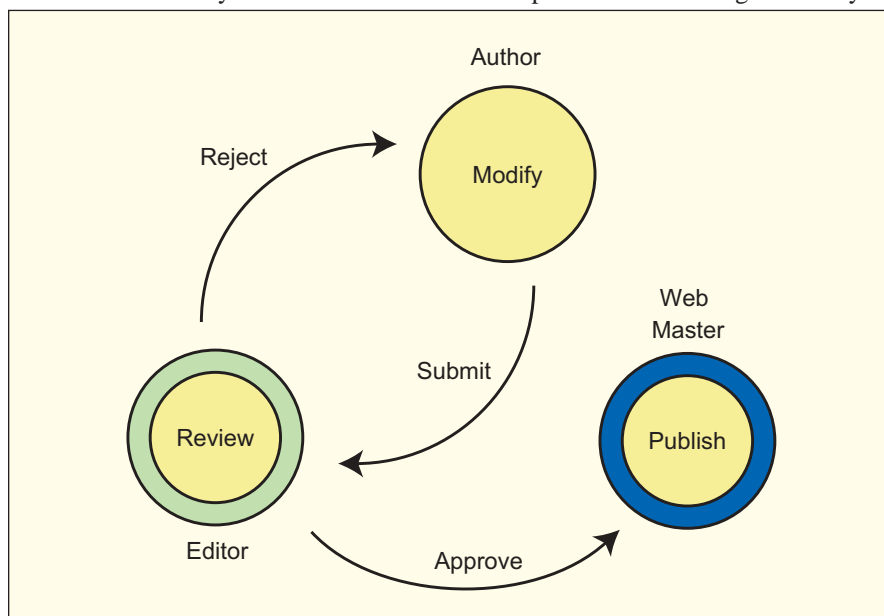 Author
Reject
Modify
Web
Master
Submit
Review
Publish
Editor
Approve